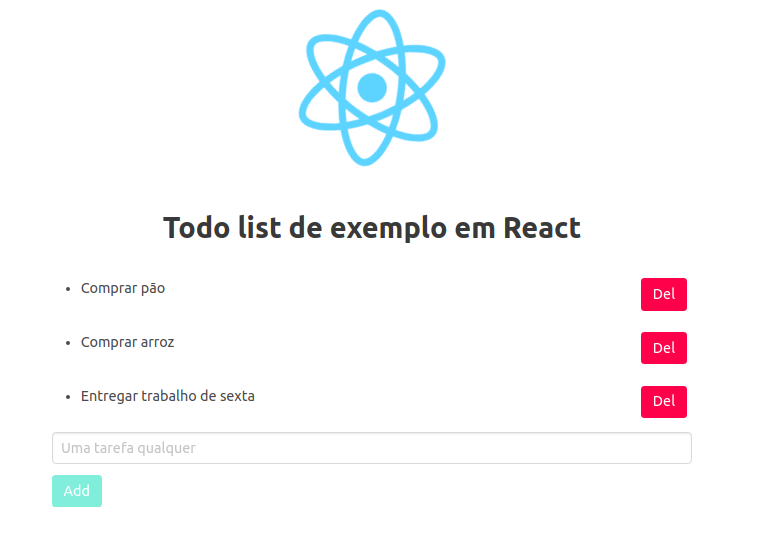 Todo list de exemplo em React
Comprar pão Del
Comprar arroz Del
Entregar trabalho de sexta Del
Uma tarefa qualquer
Add